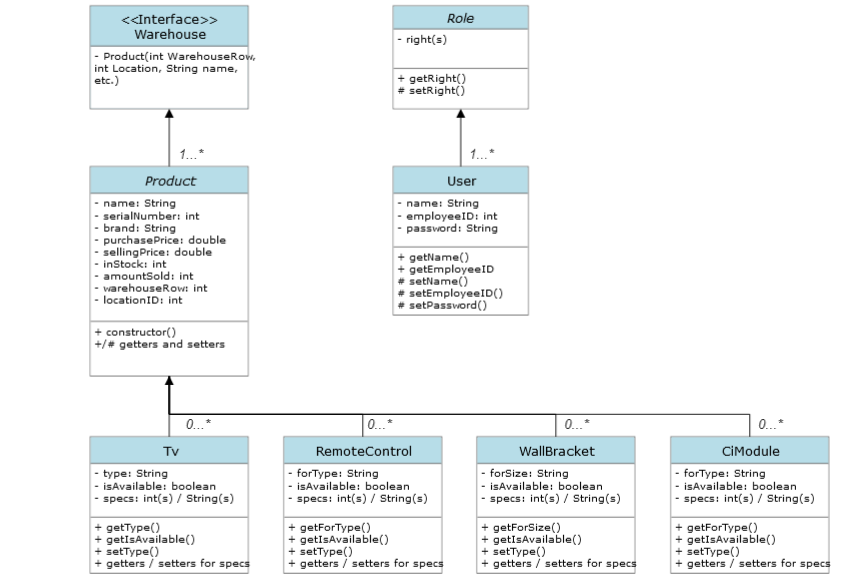 <<Interface>>
Warehouse
- Product(int WarehouseRow,
int Location, String name,
etc.)
Role
- right(s)
+ getRight()
# setRight()
1...*
1...*
Product
- name: String
- serialNumber: int
- brand: String
- purchasePrice: double
- sellingPrice: double
- inStock: int
- amountSold: int
- warehouseRow: int
- locationID: int
+ constructor()
+/# getters and setters
User
- name: String
- employeeID: int
- password: String
+ getName()
+ getEmployeeID
# setName()
# setEmployeeID()
# setPassword()
0...*
0...*
0...*
0...*
Tv
- type: String
- isAvailable: boolean
- specs: int(s) / String(s)
+ getType()
+ getIsAvailable()
+ setType()
+ getters / setters for specs
RemoteControl
- forType: String
- isAvailable: boolean
- specs: int(s) / String(s)
+ getForType()
+ getIsAvailable()
+ setType()
+ getters / setters for specs
WallBracket
- forSize: String
- isAvailable: boolean
- specs: int(s) / String(s)
+ getForSize()
+ getIsAvailable()
+ setType()
+ getters / setters for specs
CiModule
- forType: String
- isAvailable: boolean
- specs: int(s) / String(s)
+ getForType()
+ getIsAvailable()
+ setType()
+ getters / setters for specs